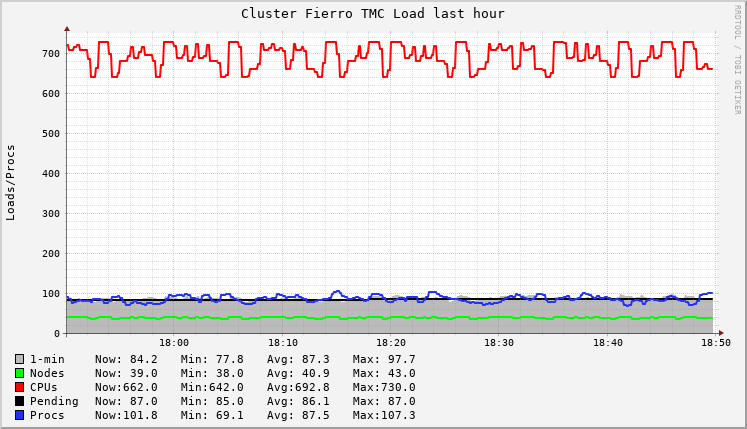 Cluster Fierro TMC Load last hour
RRDTOOL / TOBI OETIKER
Loads/Procs
700
600
500
400
300
200
100
0
18:00 18:10 18:20 18:30 18:40 18:50
1-min Now: 84.2 Min: 77.8 Avg: 87.3 Max: 97.7
Nodes Now: 39.0 Min: 38.0 Avg: 40.9 Max: 43.0
CPUs Now:662.0 Min:642.0 Avg:692.8 Max:730.0
Pending Now: 87.0 Min: 85.0 Avg: 86.1 Max: 87.0
Procs Now:101.8 Min: 69.1 Avg: 87.5 Max:107.3